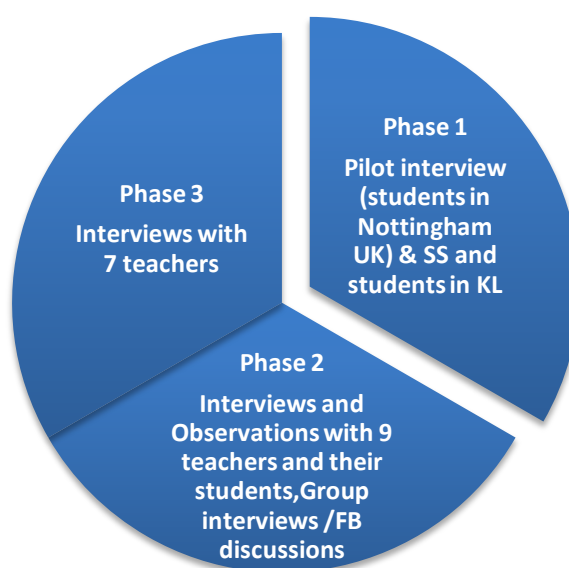 Phase 1
Pilot interview
(students in
Nottingham
UK) & SS and
students in KL
Phase 2
Interviews and
Observations with 9
teachers and their
students,Group
interviews /FB
discussions
Phase 3
Interviews with
7 teachers